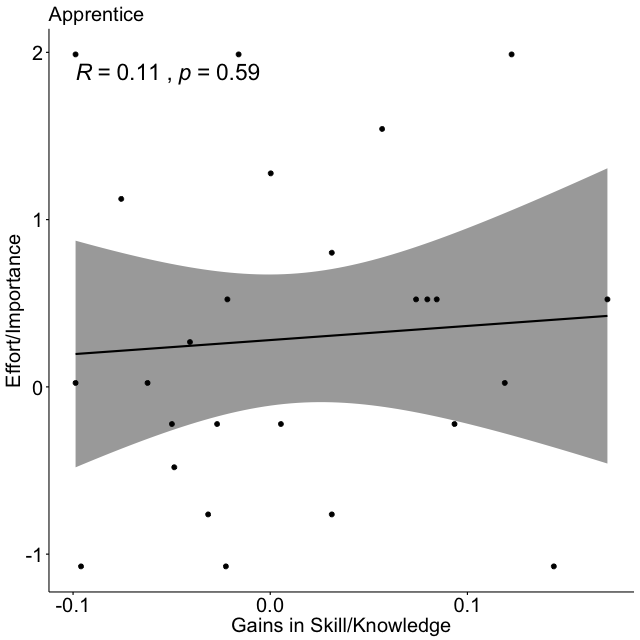 Apprentice
R = 0.11 , p = 0.59
Effort/Importance
2
1
0
-1
-0.1 0.0 0.1
Gains in Skill/Knowledge